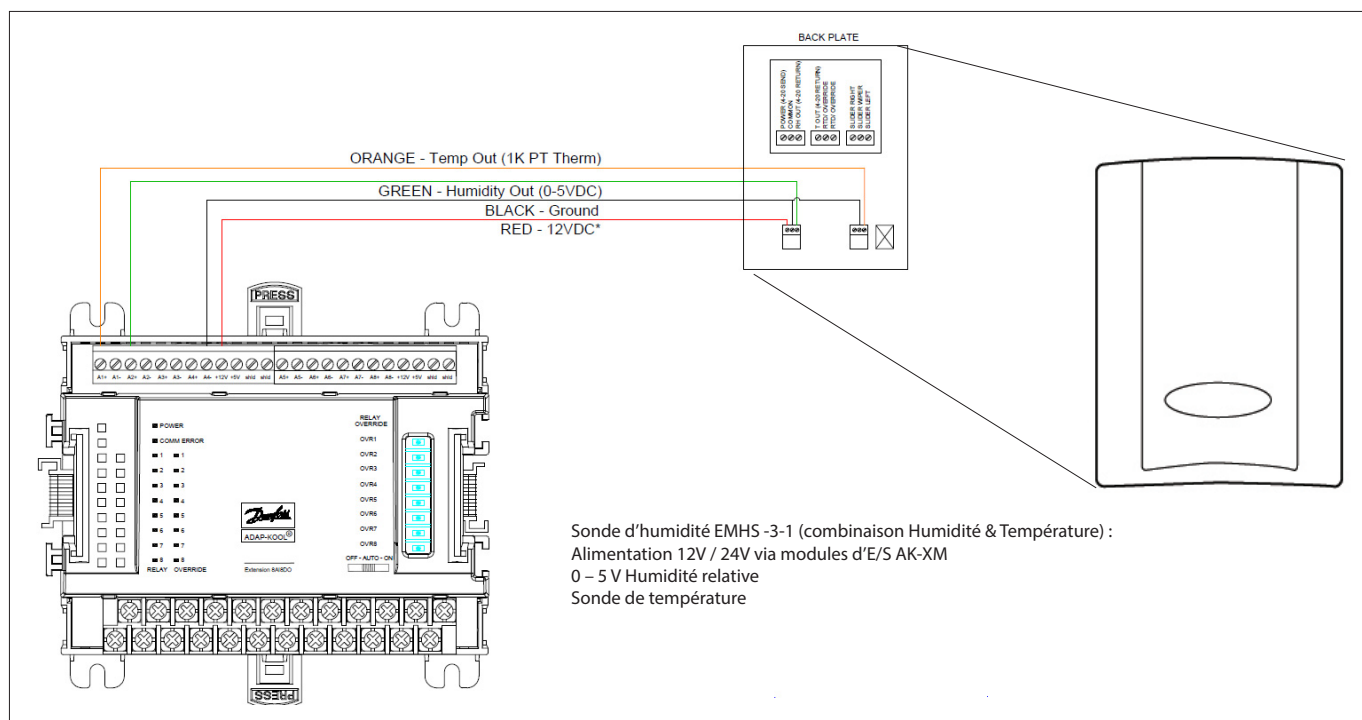 BACK PLATE
POWER (4-20 SEND)
COMMON
RH OUT (4-20 RETURN)
T OUT (4-20 RETURN)
RTD/ OVERRIDE
RTD/ OVERRIDE
SLIDER RIGHT
SLIDER WIPER
SLIDER LEFT
ORANGE - Temp Out (1K PT Therm)
GREEN - Humidity Out (0-5VDC)
BLACK - Ground
RED - 12VDC*
PRESS
A1+ A1- A2+ A2- A3+ A3- A4+ A4- +12V +5V shld shld A5+ A5- A6+ A6- A7+ A7- A8+ A8- +12V +5V shld shld
POWER
COMM ERROR
1 1
2 2
3 3
4 4
5 5
6 6
7 7
8 8
RELAY OVERRIDE
Danfoss
ADAP-KOOL®
Extension 8AI8DO
RELAY
OVERRIDE
OVR1
OVR2
OVR3
OVR4
OVR5
OVR6
OVR7
OVR8
OFF - AUTO - ON
PRESS
Sonde d’humidité EMHS -3-1 (combinaison Humidité & Température) :
Alimentation 12V / 24V via modules d’E/S AK-XM
0 – 5 V Humidité relative
Sonde de température